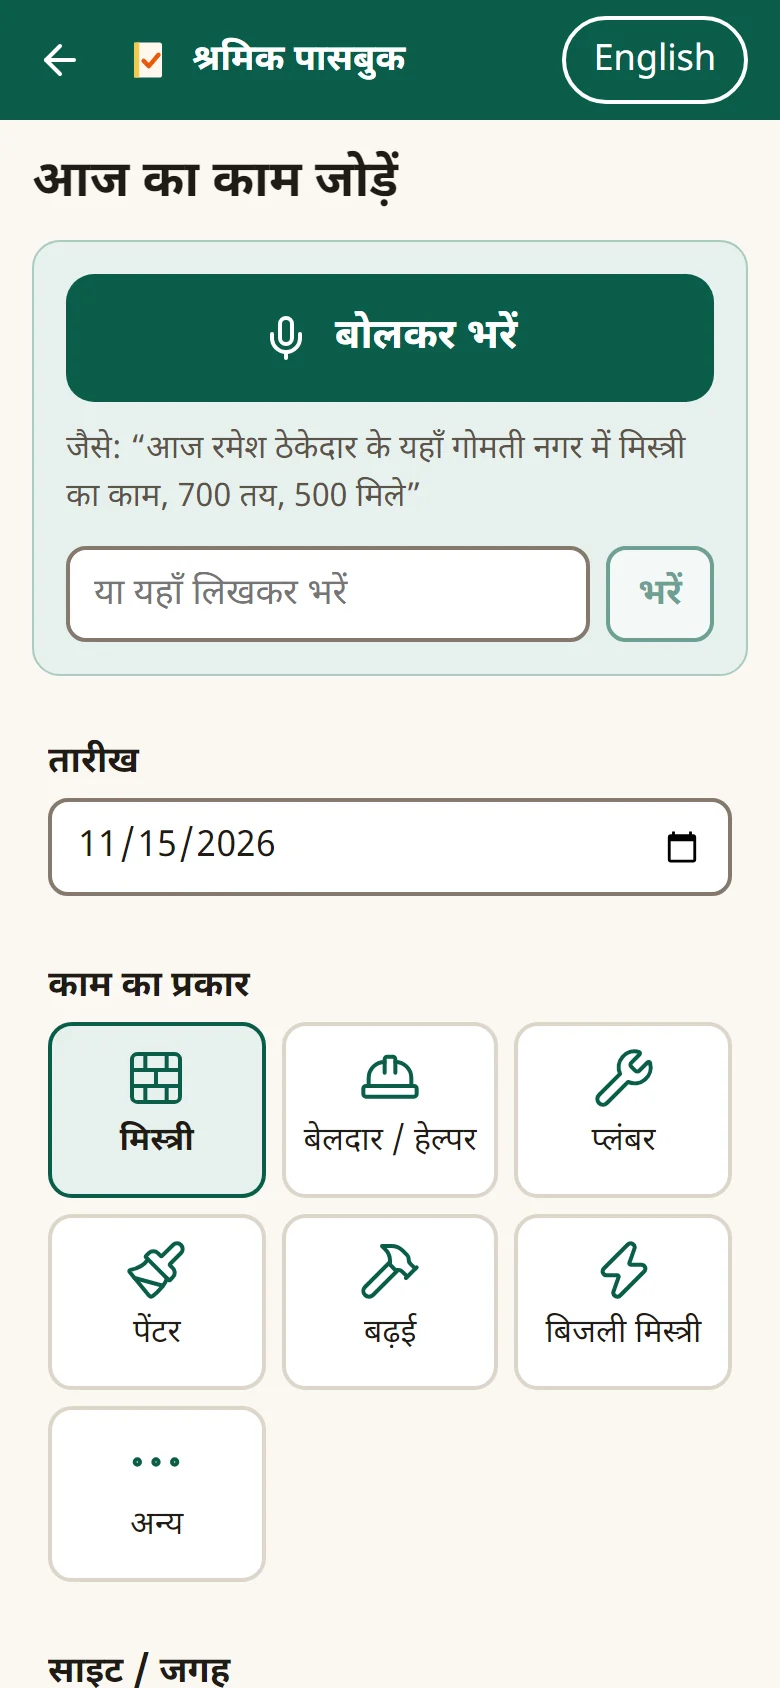 श्रमिक पासबुक
English
आज का काम जोड़ें
बोलकर भरें
जैसे: “आज रमेश ठेकेदार के यहाँ गोमती नगर में मिस्त्री
का काम, 700 तय, 500 मिले”
या यहाँ लिखकर भरें
भरें
तारीख
11/15/2026
काम का प्रकार
मिस्त्री
बेलदार / हेल्पर
प्लंबर
पेंटर
बढ़ई
बिजली मिस्त्री
अन्य
साइट / जगह